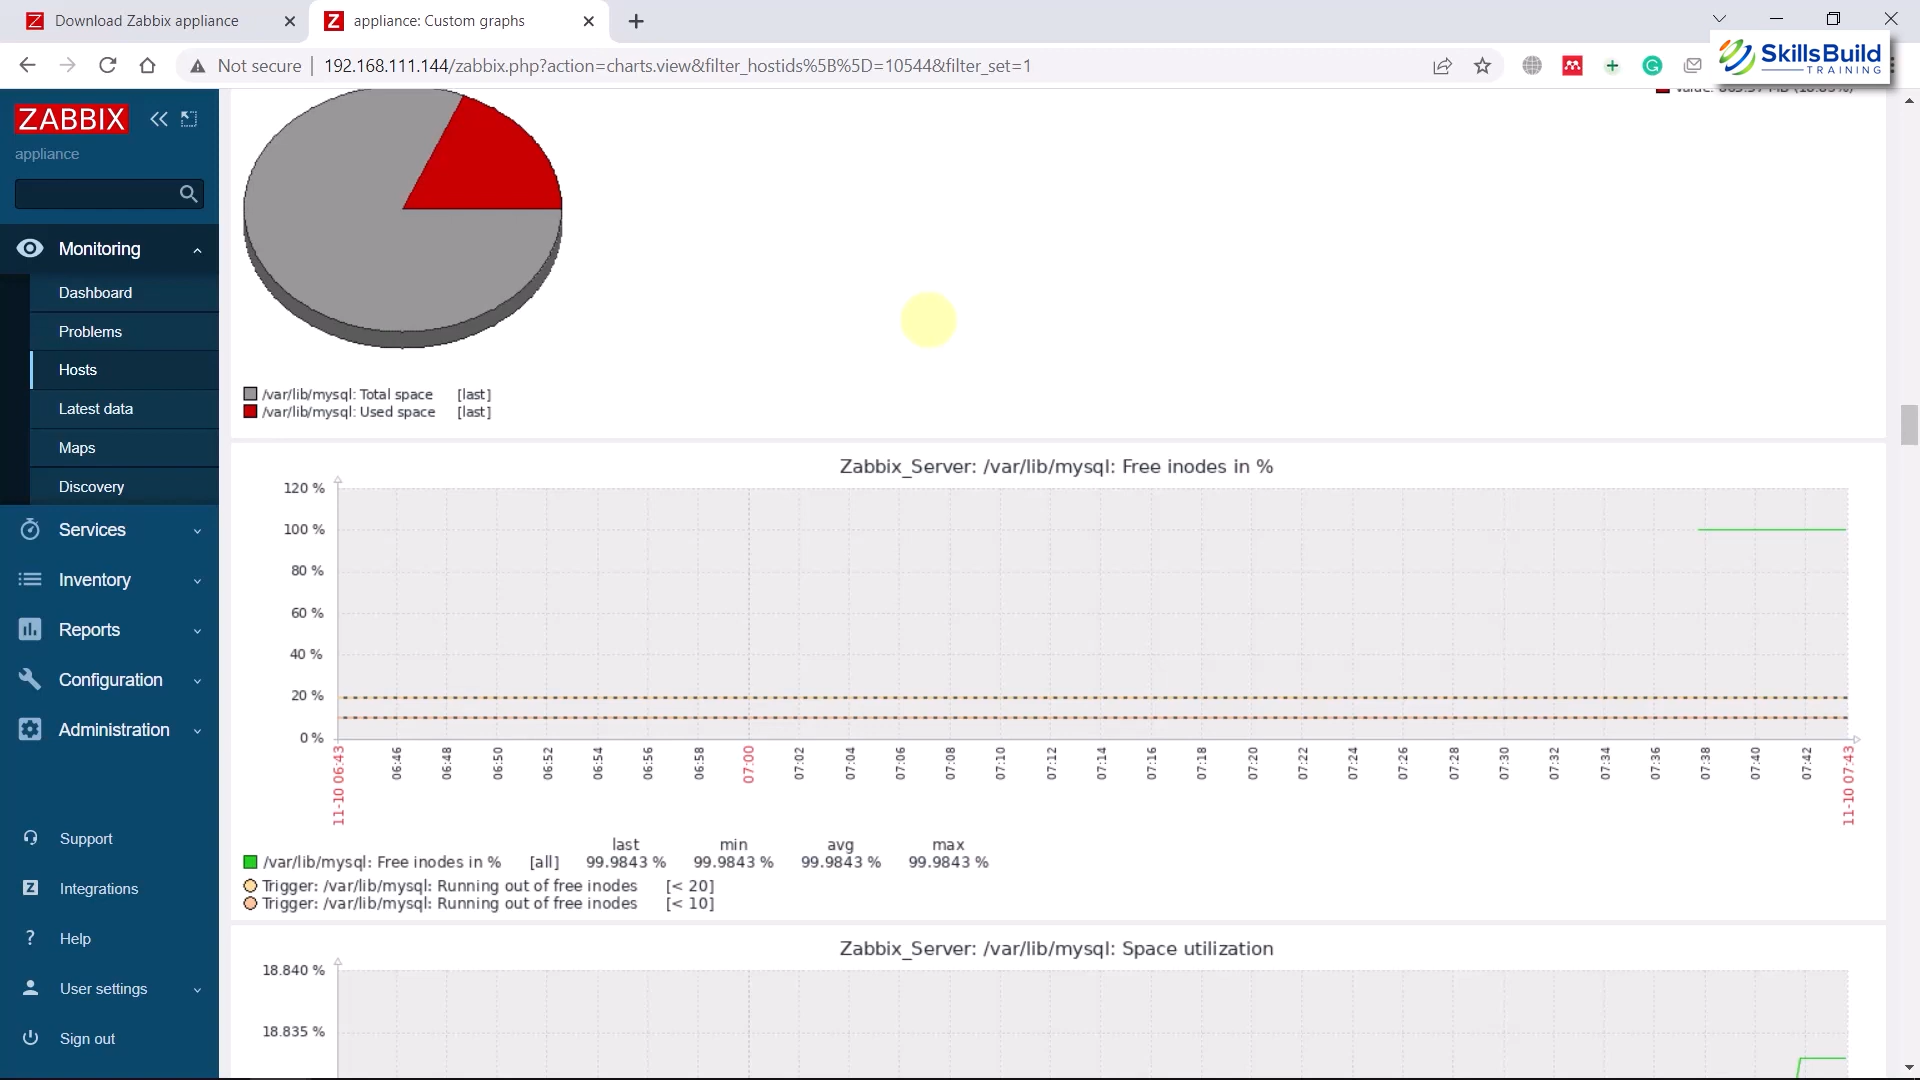 Download Zabbix appliance
appliance: Custom graphs
Not secure
192.168.111.144/zabbix.php?action=charts.view&filter_hostids%5B%5D=10544&filter_set=1
SkillsBuild
TRAINING
ZABBIX
appliance
Monitoring
Dashboard
Problems
Hosts
Latest data
Maps
Discovery
Services
Inventory
Reports
Configuration
Administration
Support
Integrations
Help
User settings
Sign out
/var/lib/mysql: Total space [last]
/var/lib/mysql: Used space [last]
Zabbix_Server: /var/lib/mysql: Free inodes in %
120 %
100 %
80 %
60 %
40 %
20 %
0 %
11-10 06:43 06:46 06:48 06:50 06:52 06:54 06:56 06:58 07:00 07:02 07:04 07:06 07:08 07:10 07:12 07:14 07:16 07:18 07:20 07:22 07:24 07:26 07:28 07:30 07:32 07:34 07:36 07:38 07:40 07:42 11-10 07:43
last min avg max
/var/lib/mysql: Free inodes in % [all] 99.9843 % 99.9843 % 99.9843 % 99.9843 %
Trigger: /var/lib/mysql: Running out of free inodes [< 20]
Trigger: /var/lib/mysql: Running out of free inodes [< 10]
Zabbix_Server: /var/lib/mysql: Space utilization
18.840 %
18.835 %